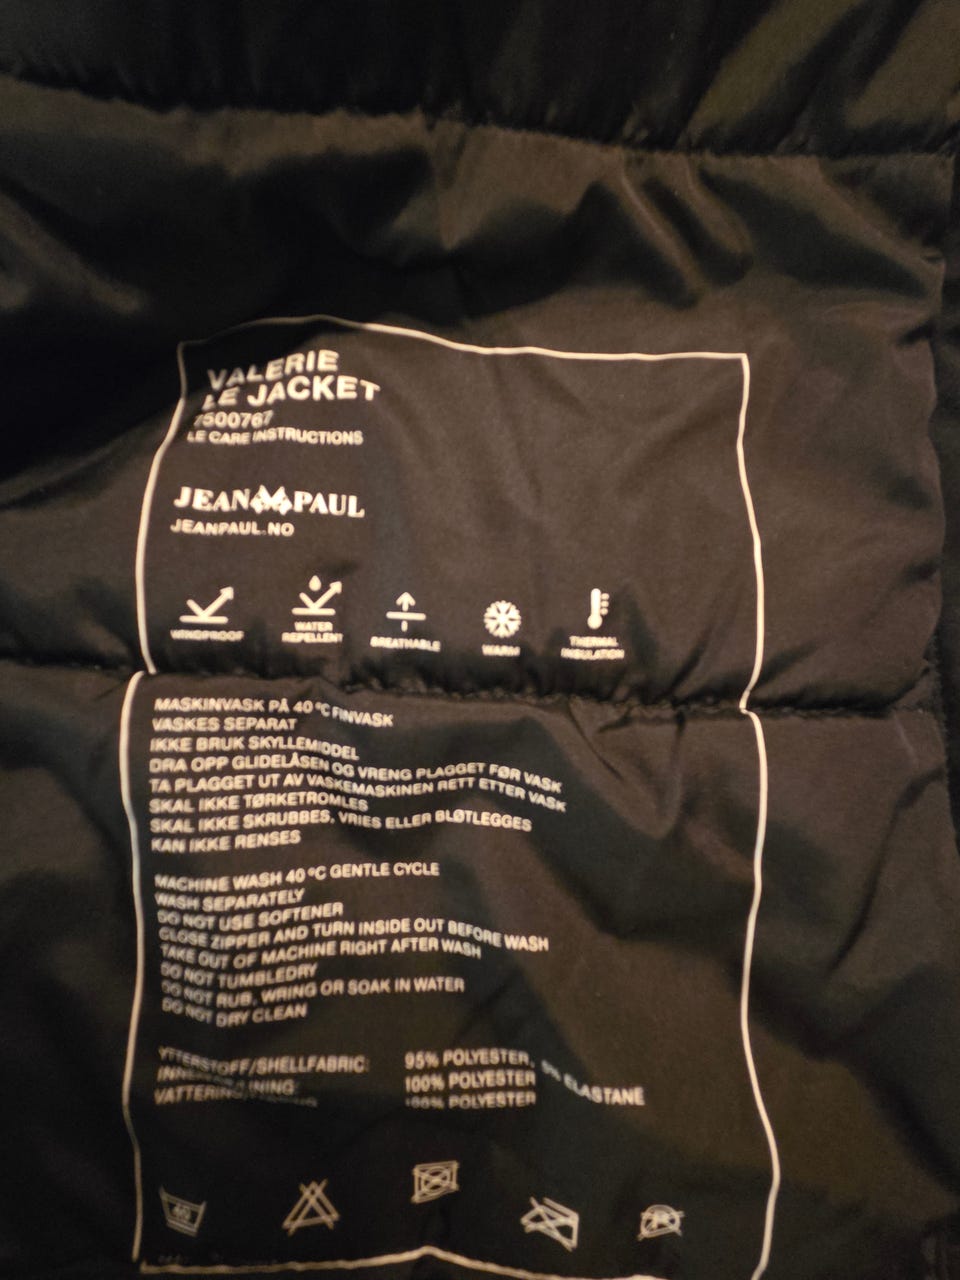 VALERIE
LE JACKET
7500767
LE CARE INSTRUCTIONS
JEAN PAUL
JEANPAUL.NO
WINDPROOF
WATER
REPELLENT
BREATHABLE
WARM
THERMAL
INSULATION
MASKINVASK PÅ 40 °C FINVASK
VASKES SEPARAT
IKKE BRUK SKYLLEMIDDEL
DRA OPP GLIDELÅSEN OG VRENG PLAGGET FØR VASK
TA PLAGGET UT AV VASKEMASKINEN RETT ETTER VASK
SKAL IKKE TØRKETROMLES
SKAL IKKE SKRUBBES, VRIES ELLER BLØTLEGGES
KAN IKKE RENSES
MACHINE WASH 40 °C GENTLE CYCLE
WASH SEPARATELY
DO NOT USE SOFTENER
CLOSE ZIPPER AND TURN INSIDE OUT BEFORE WASH
TAKE OUT OF MACHINE RIGHT AFTER WASH
DO NOT TUMBLEDRY
DO NOT RUB, WRING OR SOAK IN WATER
DO NOT DRY CLEAN
YTTERSTOFF/SHELLFABRIC: 95% POLYESTER, 5% ELASTANE
100% POLYESTER
100% POLYESTER
40